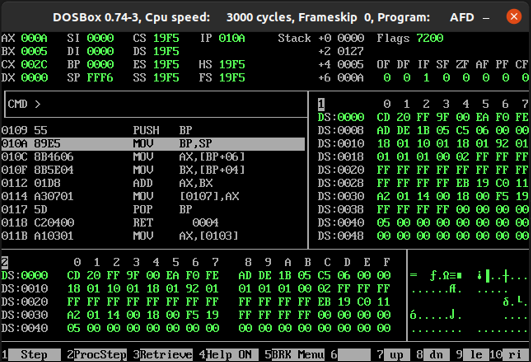 DOSBox 0.74-3, Cpu speed: 3000 cycles, Frameskip 0, Program: AFD
AX 000A SI 0000 CS 19F5 IP 010A Stack +0 0000 Flags 7200
BX 0005 DI 0000 DS 19F5 +2 0127
CX 002C BP 0000 ES 19F5 HS 19F5 +4 0005 OF DF IF SF ZF AF PF CF
DX 0000 SP FFF6 SS 19F5 FS 19F5 +6 000A 0 0 1 0 0 0 0 0
CMD >
1 0 1 2 3 4 5 6 7
DS:0000 CD 20 FF 9F 00 EA F0 FE
DS:0008 AD DE 1B 05 C5 06 00 00
DS:0010 18 01 10 01 18 01 92 01
DS:0018 01 01 01 00 02 FF FF FF
DS:0020 FF FF FF FF FF FF FF FF
DS:0028 FF FF FF FF EB 19 C0 11
DS:0030 A2 01 14 00 18 00 F5 19
DS:0038 FF FF FF FF 00 00 00 00
DS:0040 05 00 00 00 00 00 00 00
DS:0048 00 00 00 00 00 00 00 00
0109 55 PUSH BP
010A 89E5 MOV BP,SP
010C 8B4606 MOV AX,[BP+06]
010F 8B5E04 MOV BX,[BP+04]
0112 01D8 ADD AX,BX
0114 A30701 MOV [0107],AX
0117 5D POP BP
0118 C20400 RET 0004
011B A10301 MOV AX,[0103]
2 0 1 2 3 4 5 6 7 8 9 A B C D E F
DS:0000 CD 20 FF 9F 00 EA F0 FE AD DE 1B 05 C5 06 00 00
DS:0010 18 01 10 01 18 01 92 01 01 01 01 00 02 FF FF FF
DS:0020 FF FF FF FF FF FF FF FF FF FF FF FF EB 19 C0 11
DS:0030 A2 01 14 00 18 00 F5 19 FF FF FF FF 00 00 00 00
DS:0040 05 00 00 00 00 00 00 00 00 00 00 00 00 00 00 00
1 Step 2ProcStep 3Retrieve 4Help ON 5BRK Menu 6 7 up 8 dn 9 le 10 ri